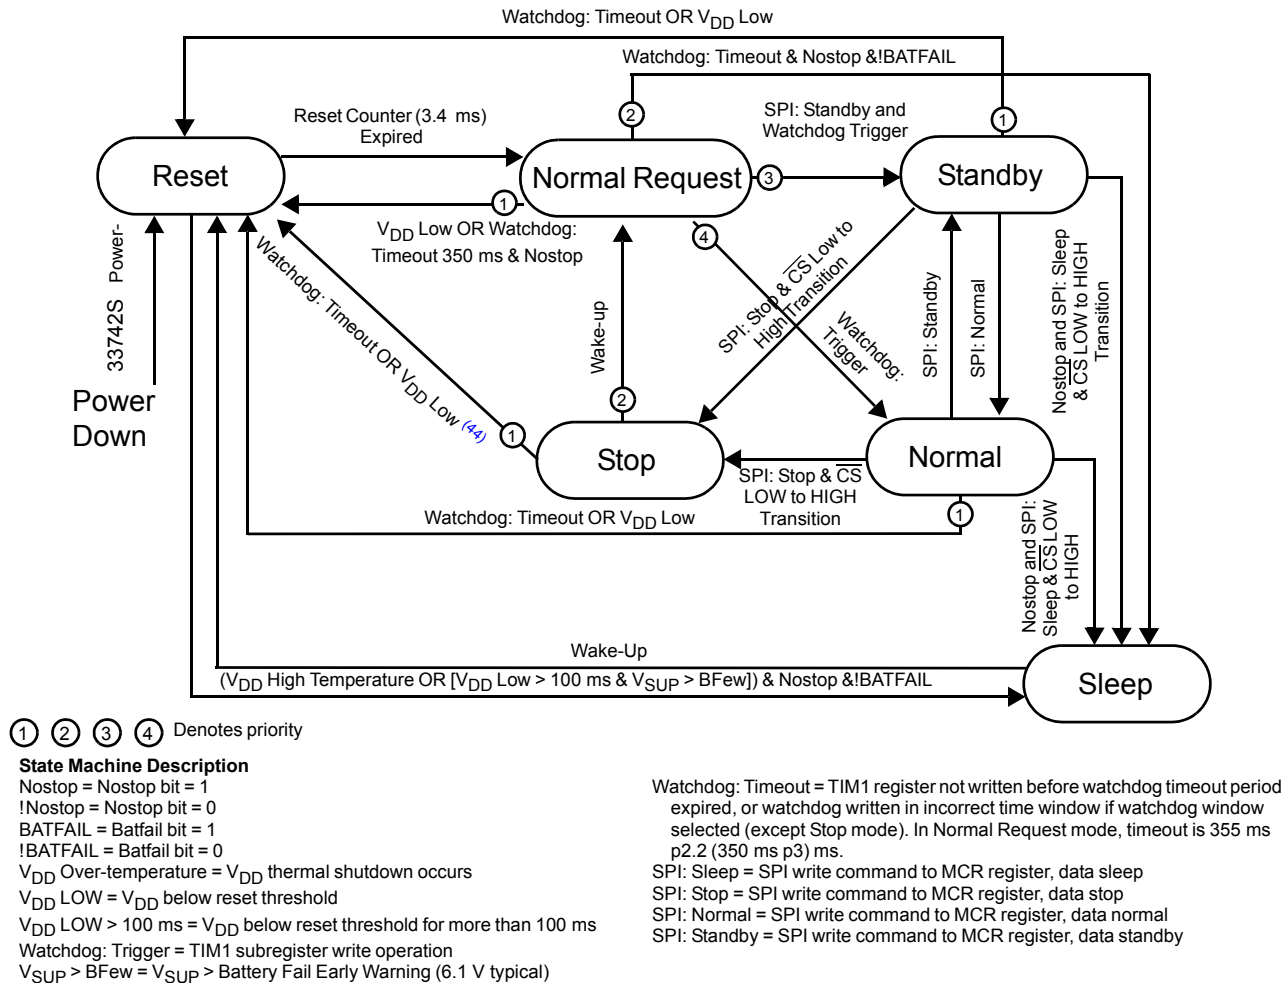 Watchdog: Timeout OR VDD Low
Watchdog: Timeout & Nostop &!BATFAIL
Reset Counter (3.4 ms)
Expired
SPI: Standby and
Watchdog Trigger
2
1
Reset
Normal Request
3
Standby
1
VDD Low OR Watchdog:
Timeout 350 ms & Nostop
4
33742S Power-
Power
Down
Watchdog: Timeout OR VDD Low (44)
Wake-up
SPI: Stop & CS Low to
High Transition
Watchdog:
Trigger
SPI: Standby
SPI: Normal
Nostop and SPI: Sleep
& CS LOW to HIGH
Transition
2
1
Stop
Normal
SPI: Stop & CS
LOW to HIGH
Transition
1
Watchdog: Timeout OR VDD Low
Nostop and SPI:
Sleep & CS LOW
to HIGH
Wake-Up
(VDD High Temperature OR [VDD Low > 100 ms & VSUP > BFew]) & Nostop &!BATFAIL
Sleep
1 2 3 4 Denotes priority
State Machine Description
Nostop = Nostop bit = 1
!Nostop = Nostop bit = 0
BATFAIL = Batfail bit = 1
!BATFAIL = Batfail bit = 0
VDD Over-temperature = VDD thermal shutdown occurs
VDD LOW = VDD below reset threshold
VDD LOW > 100 ms = VDD below reset threshold for more than 100 ms
Watchdog: Trigger = TIM1 subregister write operation
VSUP > BFew = VSUP > Battery Fail Early Warning (6.1 V typical)
Watchdog: Timeout = TIM1 register not written before watchdog timeout period
expired, or watchdog written in incorrect time window if watchdog window
selected (except Stop mode). In Normal Request mode, timeout is 355 ms
p2.2 (350 ms p3) ms.
SPI: Sleep = SPI write command to MCR register, data sleep
SPI: Stop = SPI write command to MCR register, data stop
SPI: Normal = SPI write command to MCR register, data normal
SPI: Standby = SPI write command to MCR register, data standby